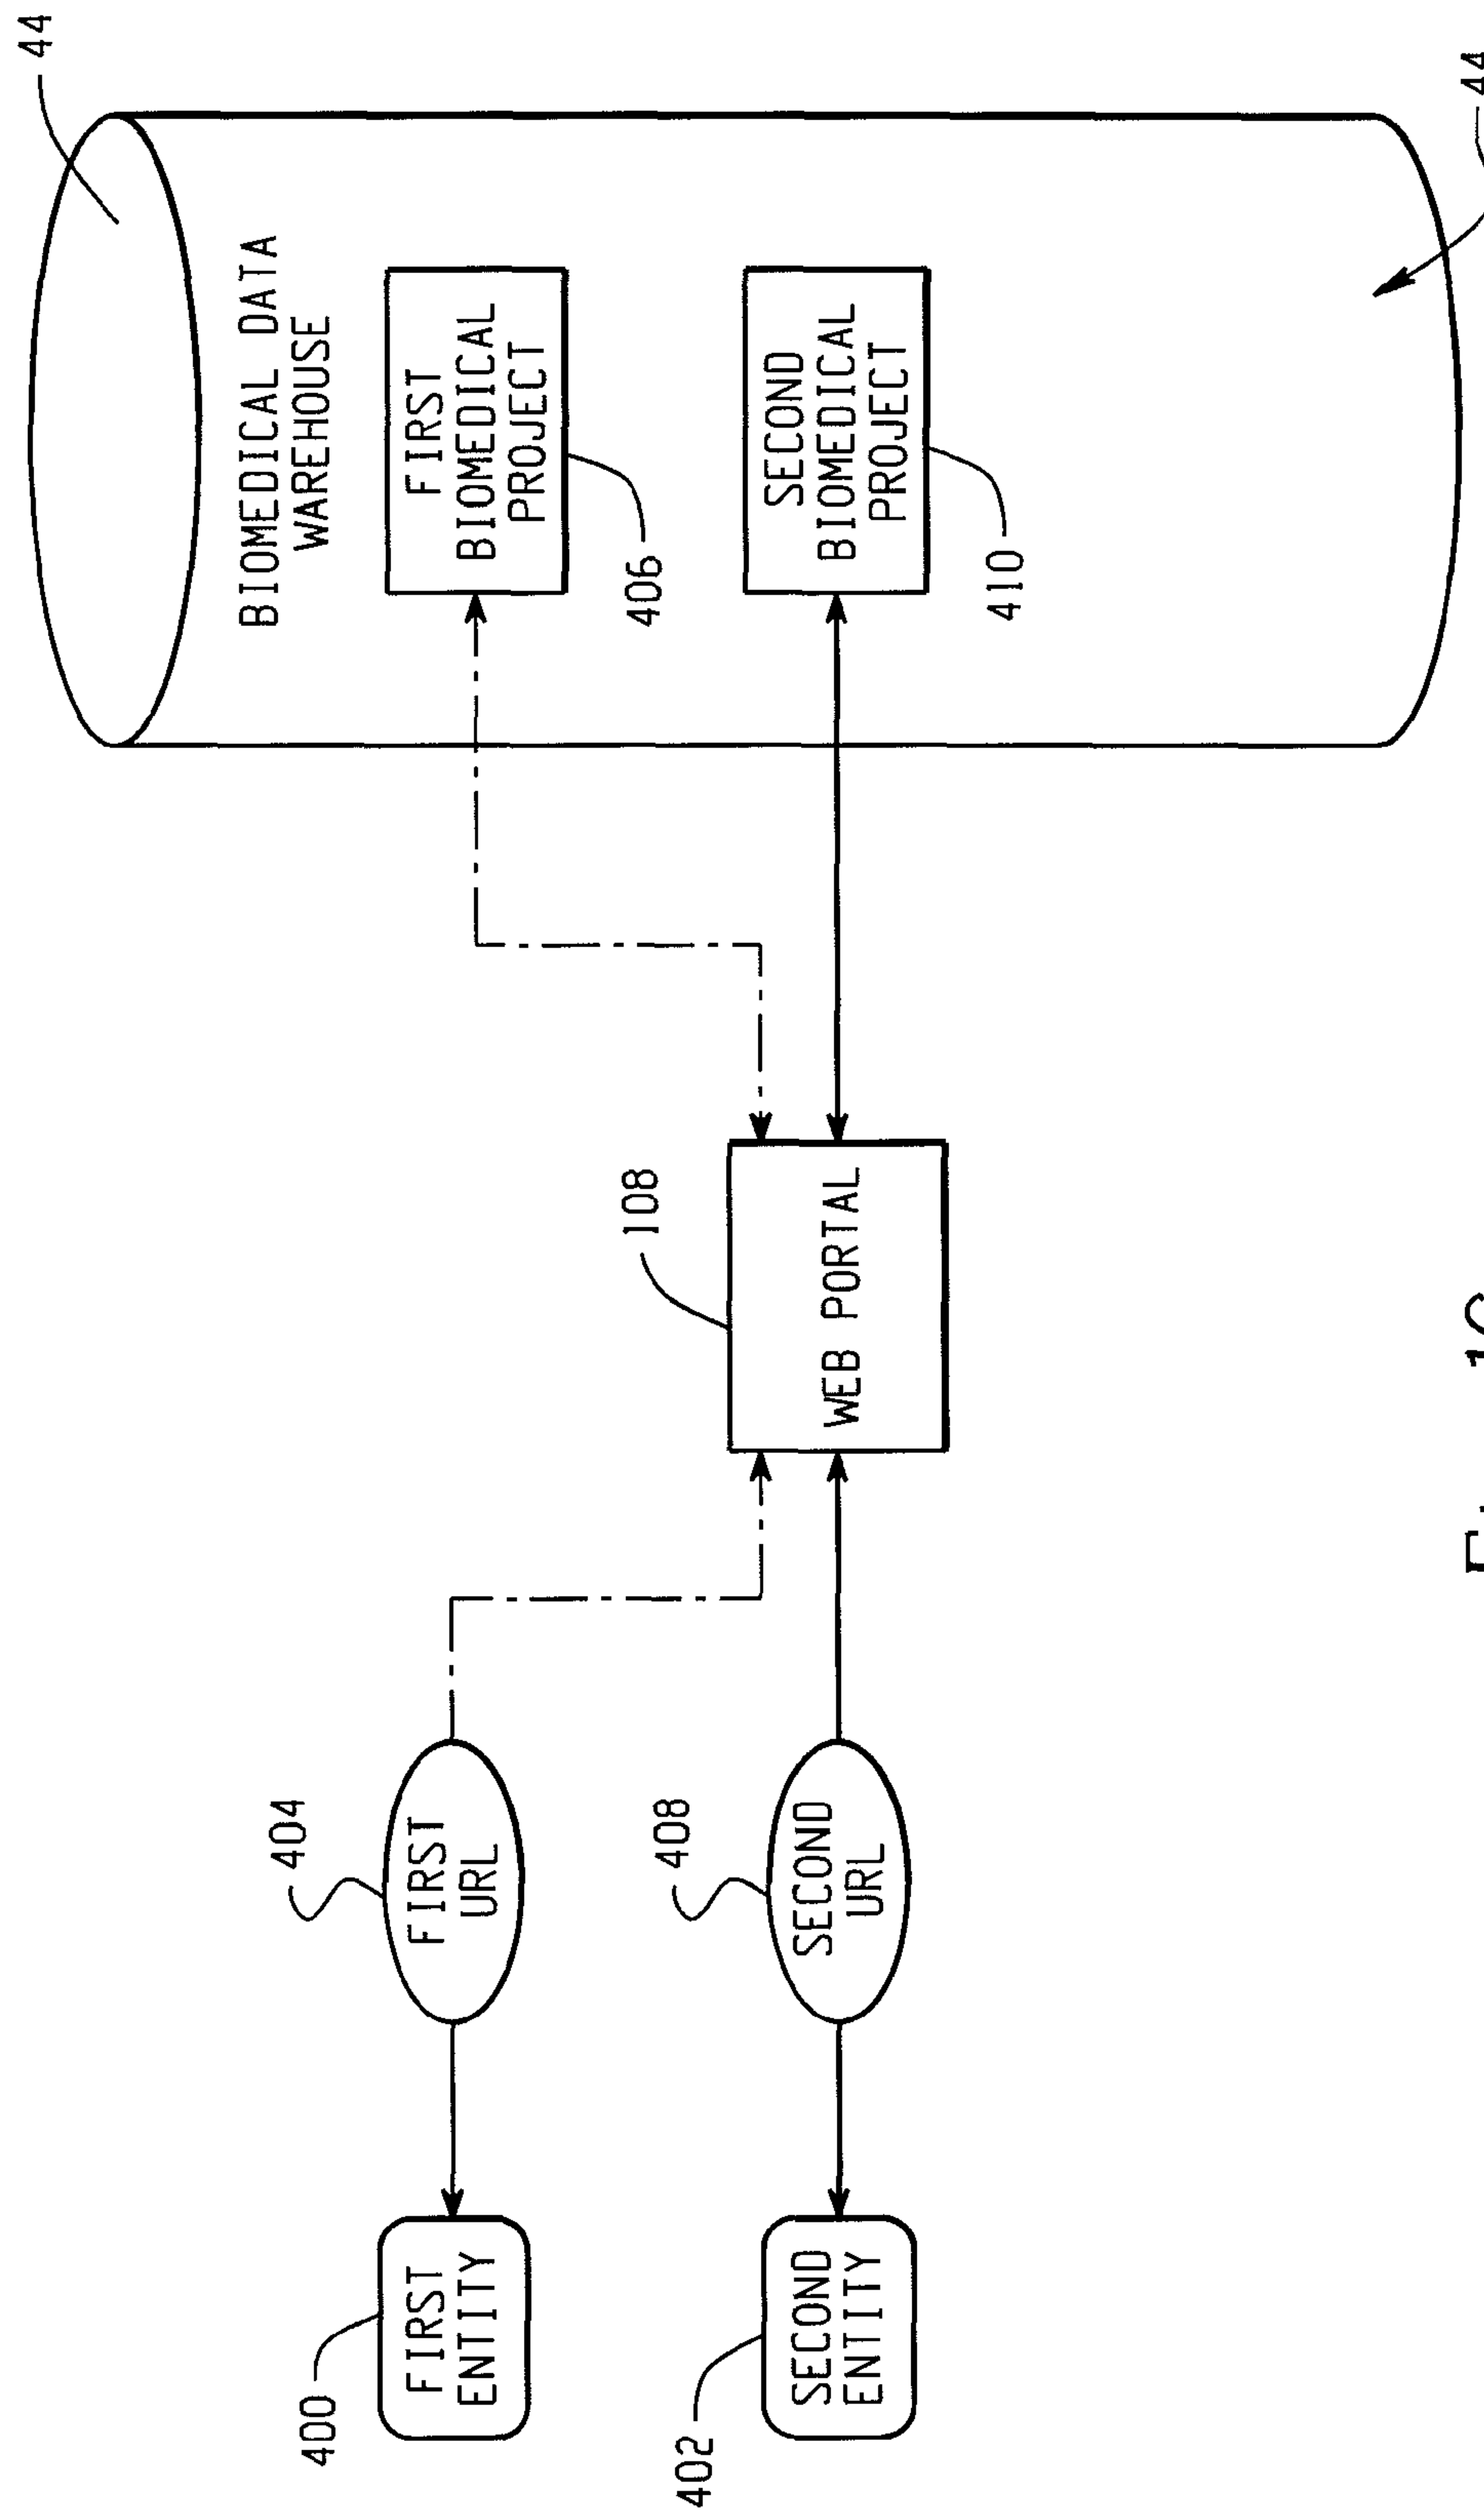 44
BIOMEDICAL DATA
WAREHOUSE
FIRST
BIOMEDICAL
PROJECT
406
SECOND
BIOMEDICAL
PROJECT
410
108
WEB PORTAL
404
FIRST
URL
408
SECOND
URL
400
FIRST
ENTITY
402
SECOND
ENTITY
44